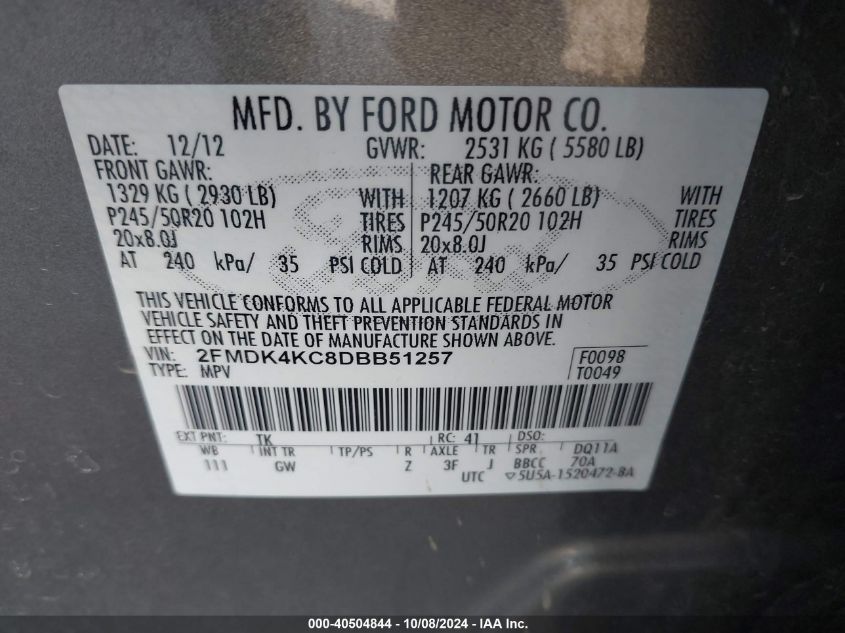 MFD. BY FORD MOTOR CO.
DATE: 12/12 GVWR: 2531 KG ( 5580 LB)
FRONT GAWR: REAR GAWR:
1329 KG ( 2930 LB) WITH 1207 KG ( 2660 LB) WITH
P245/50R20 102H TIRES P245/50R20 102H TIRES
20x8.0J RIMS 20x8.0J RIMS
AT 240 kPa/ 35 PSI COLD AT 240 kPa/ 35 PSI COLD
THIS VEHICLE CONFORMS TO ALL APPLICABLE FEDERAL MOTOR
VEHICLE SAFETY AND THEFT PREVENTION STANDARDS IN
EFFECT ON THE DATE OF MANUFACTURE SHOWN ABOVE.
VIN: 2FMDK4KC8DBB51257 F0098
TYPE: MPV T0049
EXT PNT: TK RC: 41 DSO:
WB INT TR TP/PS R AXLE TR SPR DQ11A
111 GW Z 3F J BBCC 70A
UTC ▽5U5A-1520472-BA
000-40504844 - 10/08/2024 - IAA Inc.